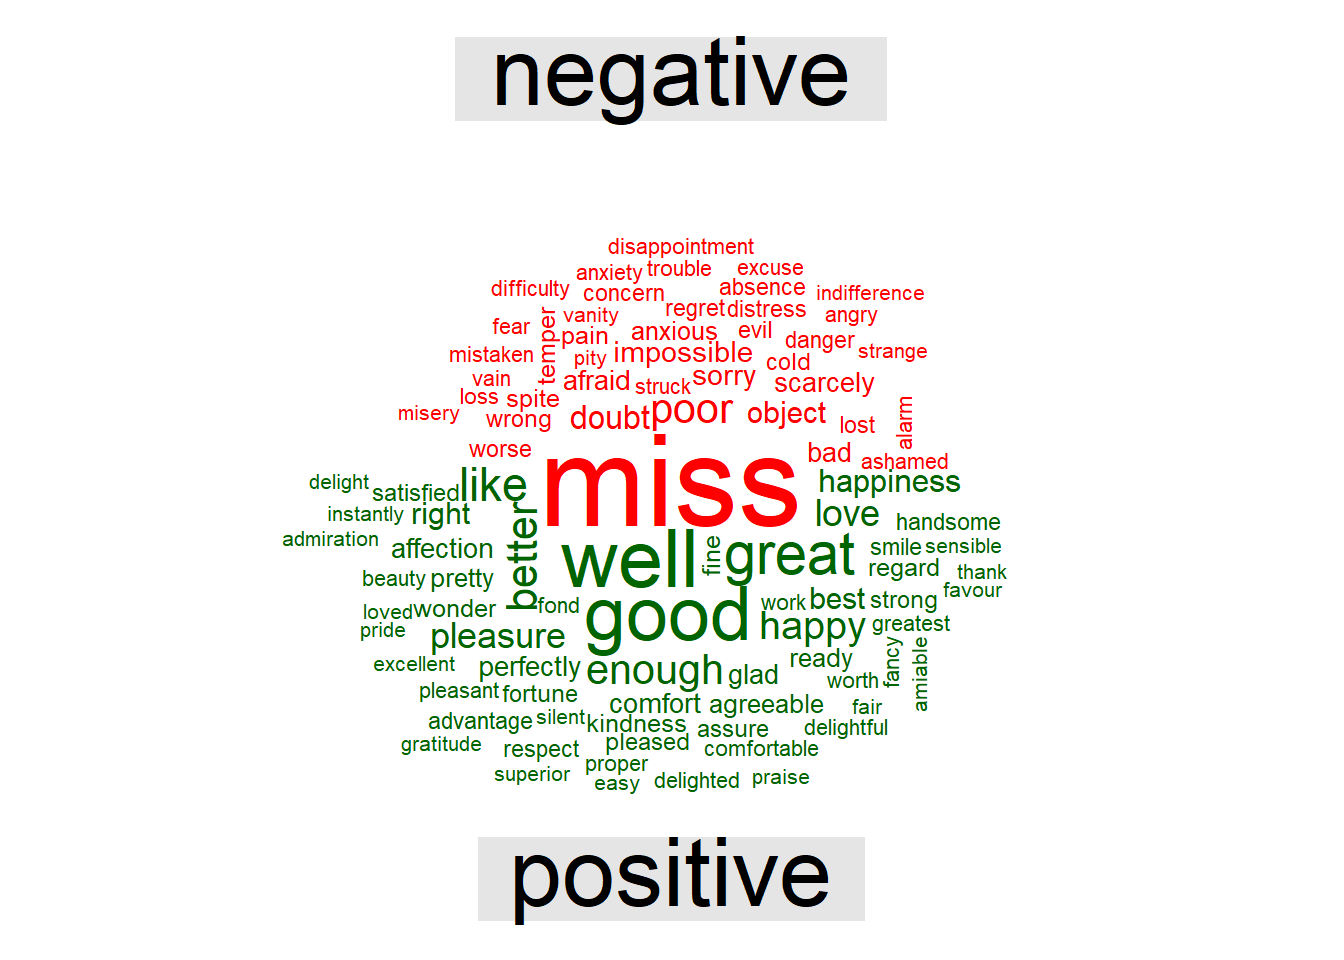 negative
disappointment
anxiety trouble excuse
difficulty concern absence indifference
vanity regret distress angry
fear temper pain anxious evil danger strange
mistaken pity impossible cold
vain afraid struck sorry scarcely
loss spite
misery wrong doubt poor object lost alarm
worse miss bad ashamed
delight satisfied like happiness
instantly right love handsome
admiration affection better well fine great smile sensible
beauty pretty regard thank
loved wonder fond good work best strong favour
pride pleasure happy greatest
excellent perfectly enough glad ready fancy amiable
pleasant fortune worth
advantage silent comfort agreeable fair
kindness assure delightful
gratitude respect pleased comfortable
superior proper
easy delighted praise
positive